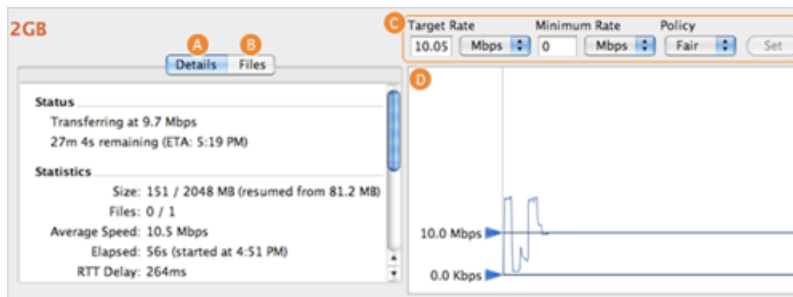 2GB
A B
Details Files
Status
Transferring at 9.7 Mbps
27m 4s remaining (ETA: 5:19 PM)
Statistics
Size: 151 / 2048 MB (resumed from 81.2 MB)
Files: 0 / 1
Average Speed: 10.5 Mbps
Elapsed: 56s (started at 4:51 PM)
RTT Delay: 264ms
C Target Rate Minimum Rate Policy
10.05 Mbps 0 Mbps Fair Set
D
10.0 Mbps
0.0 Kbps